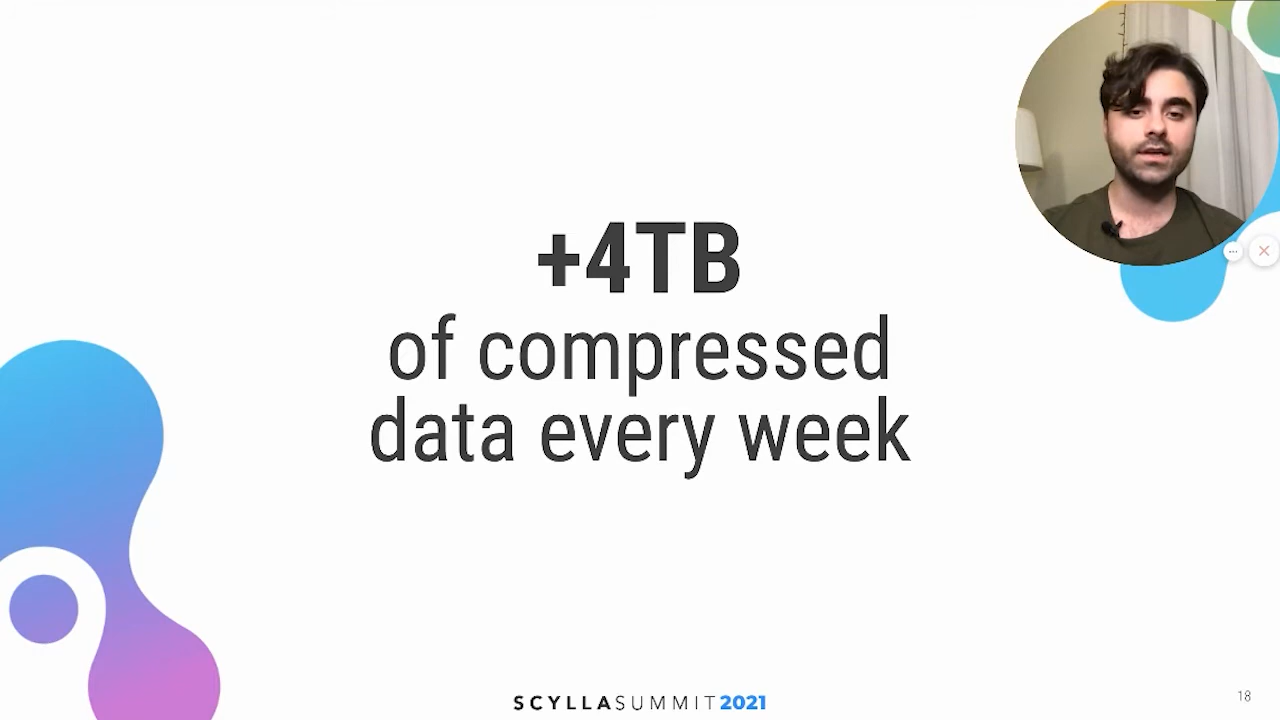 +4TB
of compressed
data every week
SCYLLASUMMIT2021
18